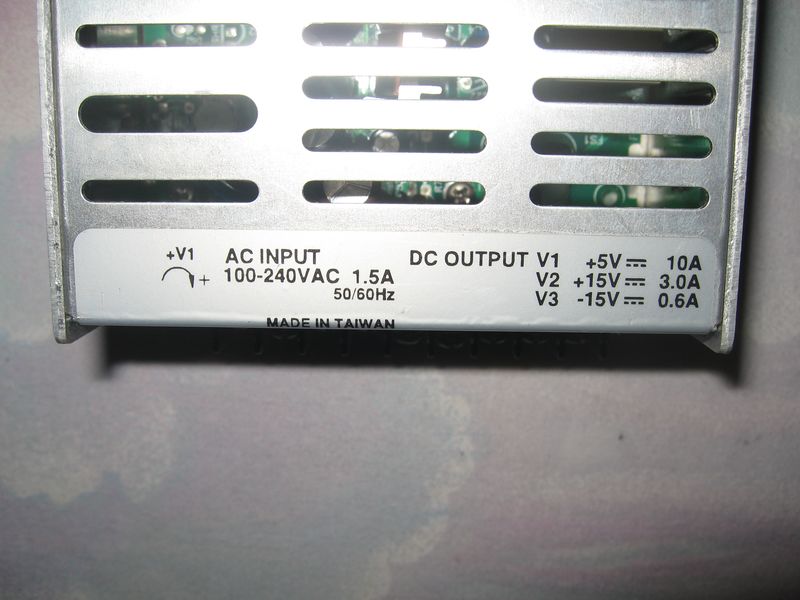 +V1
+
AC INPUT
100-240VAC 1.5A
50/60Hz
MADE IN TAIWAN
DC OUTPUT V1 +5V⎓ 10A
V2 +15V⎓ 3.0A
V3 -15V⎓ 0.6A
FS1